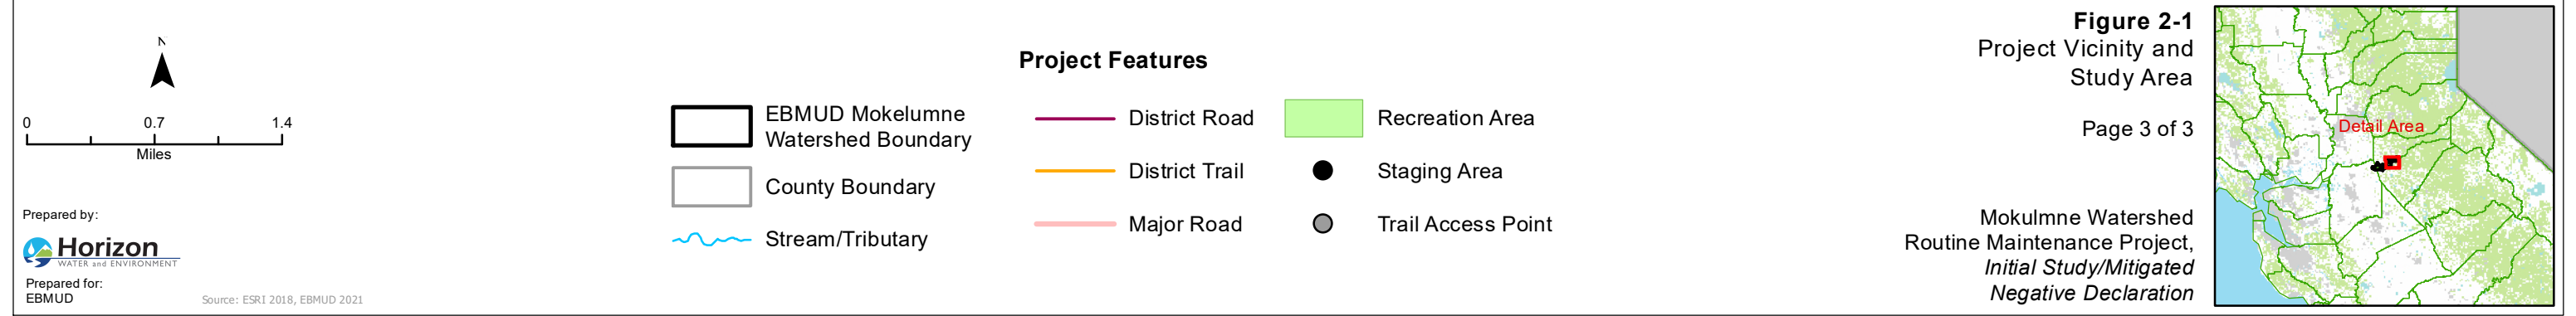 N
0 0.7 1.4
Miles
Prepared by:
Horizon
WATER and ENVIRONMENT
Prepared for:
EBMUD
Source: ESRI 2018, EBMUD 2021
Project Features
EBMUD Mokelumne
Watershed Boundary
County Boundary
Stream/Tributary
District Road
District Trail
Major Road
Recreation Area
Staging Area
Trail Access Point
Figure 2-1
Project Vicinity and
Study Area
Page 3 of 3
Mokulmne Watershed
Routine Maintenance Project,
Initial Study/Mitigated
Negative Declaration
Detail Area